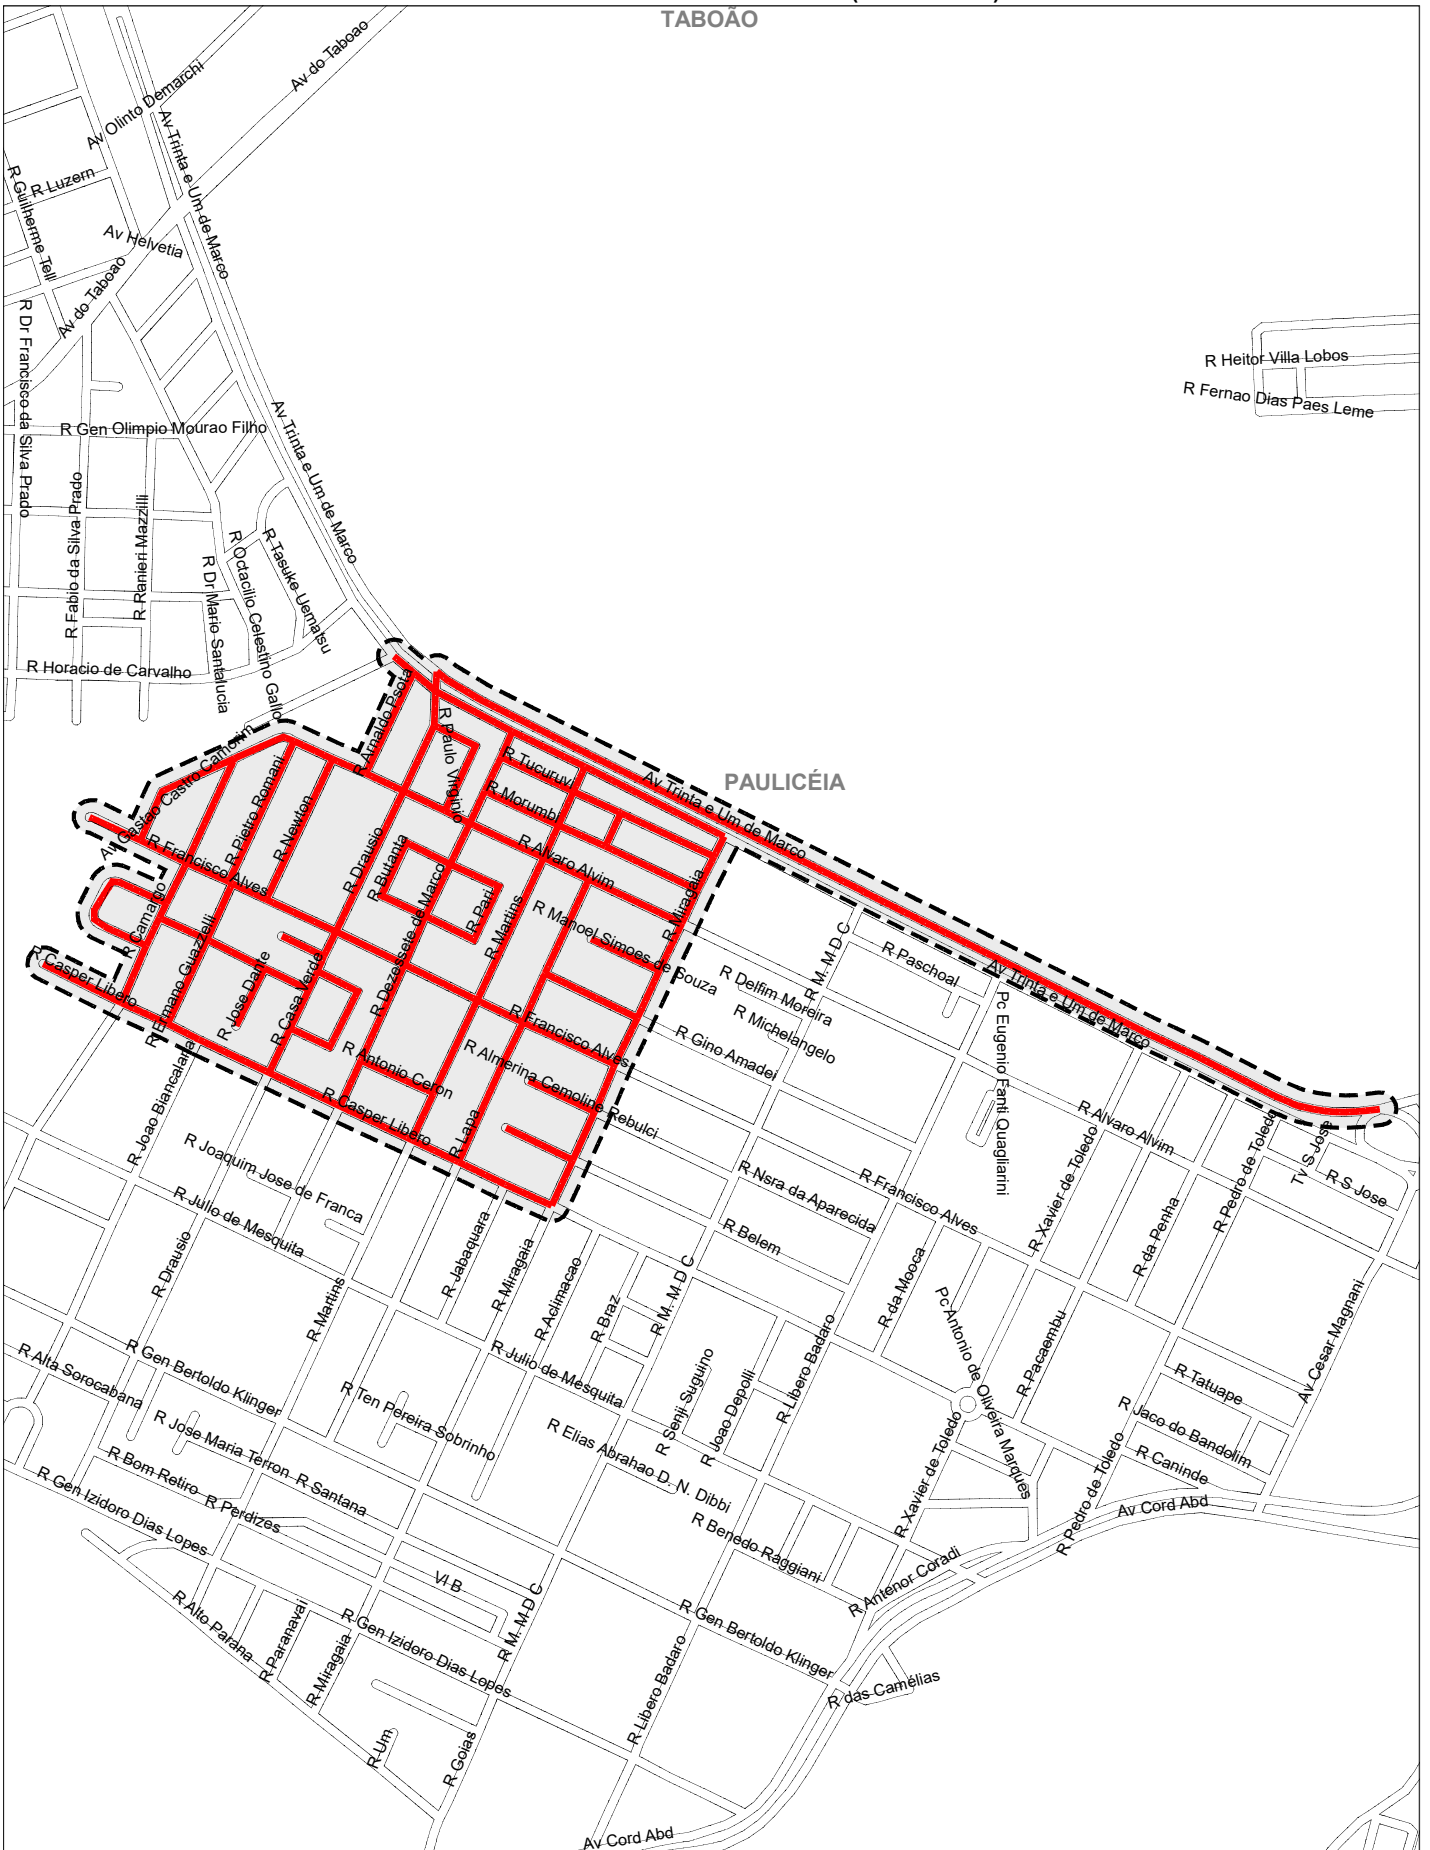 TABOÃO
Av do Taboao
Av Olinto Demarchi
Av Trinta e Um de Marco
R Luzern
R Guilherme Tell
Av Helvetia
Av do Taboao
R Dr Francisco da Silva Prado
R Heitor Villa Lobos
R Fernao Dias Paes Leme
R Gen Olimpio Mourao Filho
Av Trinta e Um de Marco
R Fabio da Silva Prado
R Ranieri Mazzilli
R Octacilio Celestino Gallo
R Tasuke Uematsu
R Dr Mario Santalucia
R Horacio de Carvalho
R Arnaldo Psota
R Paulo Virginio
Av Gastao Castro Camorim
R Tucuruvi
PAULICÉIA
Av Trinta e Um de Marco
R Morumbi
R Pietro Romani
R Newton
R Drausio
R Butanta
R Alvaro Alvim
R Francisco Alves
R Camargo
R Dezessete de Marco
R Pari
R Martins
R Miragaia
R Manoel Simoes de Souza
R Casper Libero
R Ermano Guazzelli
R Jose Dante
R Casa Verde
R Delfim Moreira
R M. M D C
R Paschoal
Av Trinta e Um de Marco
R Michelangelo
R Gino Amadei
Pc Eugenio Fanti Quagliarini
R Francisco Alves
R Antonio Ceron
R Almerina Cemoline Rebulci
R Casper Libero
R Lapa
R Joao Biancalana
R Joaquim Jose de Franca
R Julio de Mesquita
R Alvaro Alvim
R Xavier de Toledo
R Pedro de Toledo
Tv S Jose
R S Jose
R Nsra da Aparecida
R Francisco Alves
R da Penha
R Belem
R Drausio
R Martins
R Jabaquara
R Miragaia
R Aclimacao
R Braz
R M. M D C
R da Mooca
Pc Antonio de Oliveira Marques
R Pacaembu
Av Cesar Magnani
R Alta Sorocabana
R Gen Bertoldo Klinger
R Julio de Mesquita
R Senji Suguino
R Joao Depolli
R Libero Badaro
R Tatuape
R Jaco do Bandolim
R Caninde
R Ten Pereira Sobrinho
R Jose Maria Terron
R Santana
R Elias Abrahao D. N. Dibbi
R Xavier de Toledo
R Pedro de Toledo
Av Cord Abd
R Bom Retiro
R Perdizes
R Gen Izidoro Dias Lopes
R Benedo Raggiani
R Antenor Coradi
VI B
R M. M D C
R Alto Parana
R Paranavai
R Miragaia
R Gen Izidoro Dias Lopes
R Gen Bertoldo Klinger
R das Camélias
R Libero Badaro
R Um
R Goias
Av Cord Abd